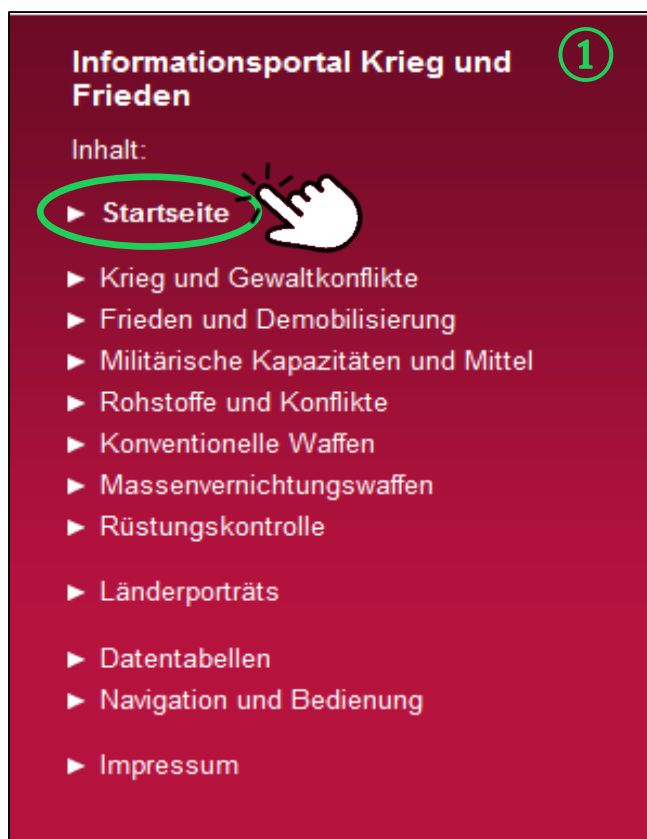 Informationsportal Krieg und
Frieden
①
Inhalt:
► Startseite
► Krieg und Gewaltkonflikte
► Frieden und Demobilisierung
► Militärische Kapazitäten und Mittel
► Rohstoffe und Konflikte
► Konventionelle Waffen
► Massenvernichtungswaffen
► Rüstungskontrolle
► Länderporträts
► Datentabellen
► Navigation und Bedienung
► Impressum